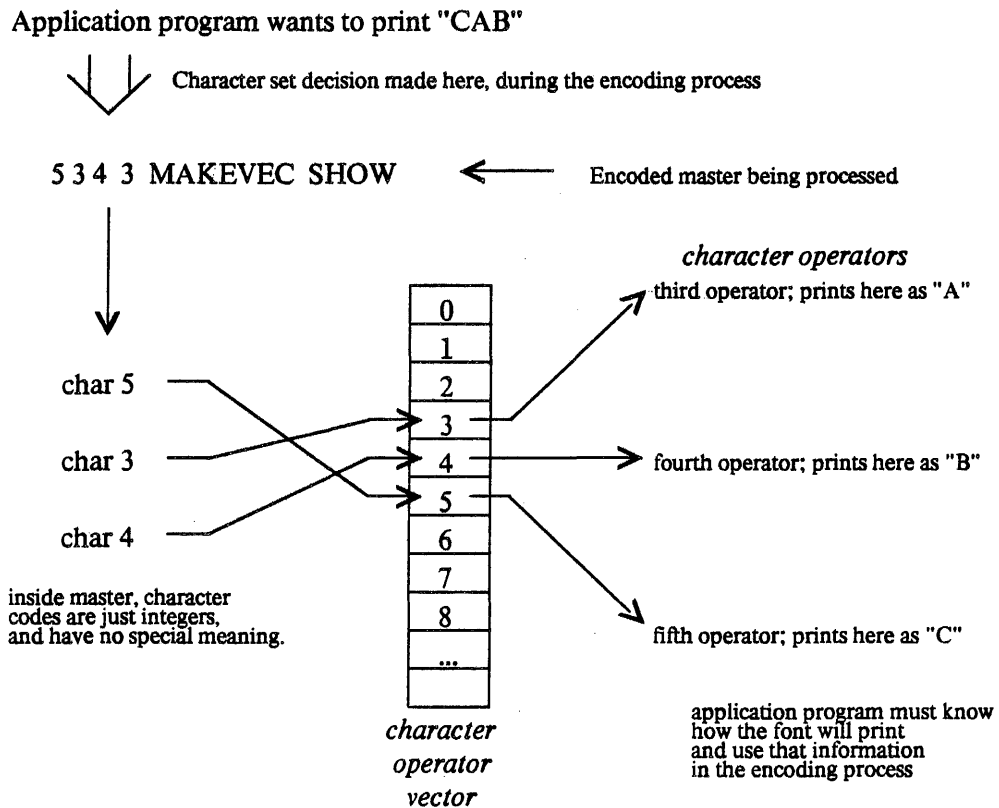 Application program wants to print "CAB"
Character set decision made here, during the encoding process
5 3 4 3 MAKEVEC SHOW
Encoded master being processed
character operators
third operator; prints here as "A"
0
1
2
char 5
3
char 3
4
fourth operator; prints here as "B"
5
char 4
6
7
inside master, character
codes are just integers,
and have no special meaning.
8
fifth operator; prints here as "C"
...
character
operator
vector
application program must know
how the font will print
and use that information
in the encoding process